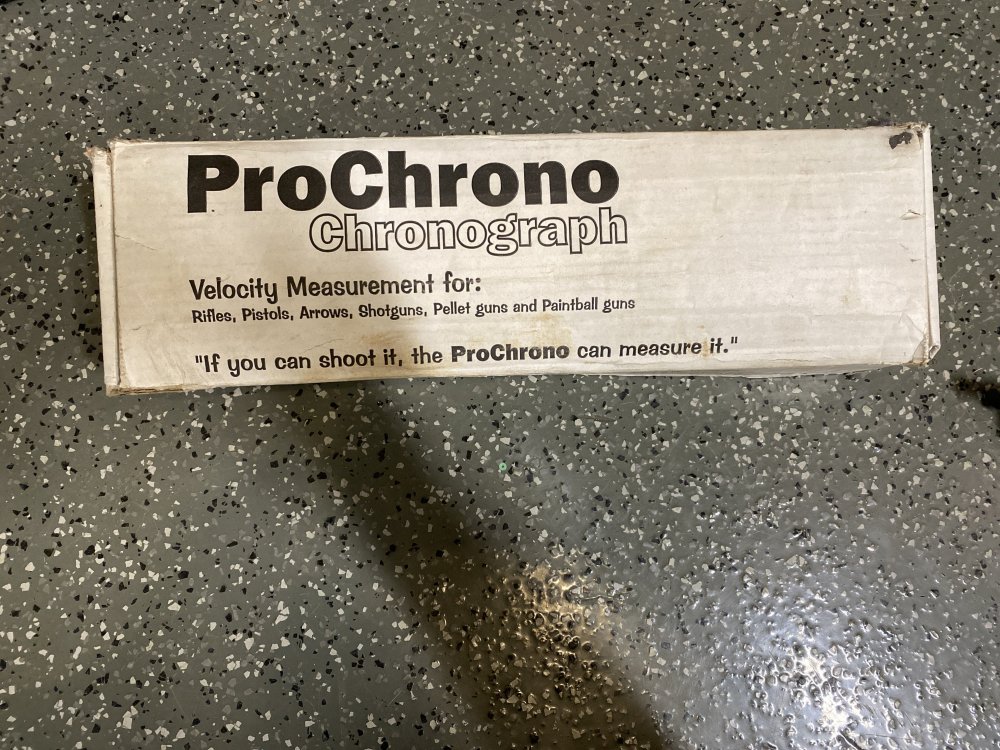 ProChrono
Chronograph
Velocity Measurement for:
Rifles, Pistols, Arrows, Shotguns, Pellet guns and Paintball guns
"If you can shoot it, the ProChrono can measure it."